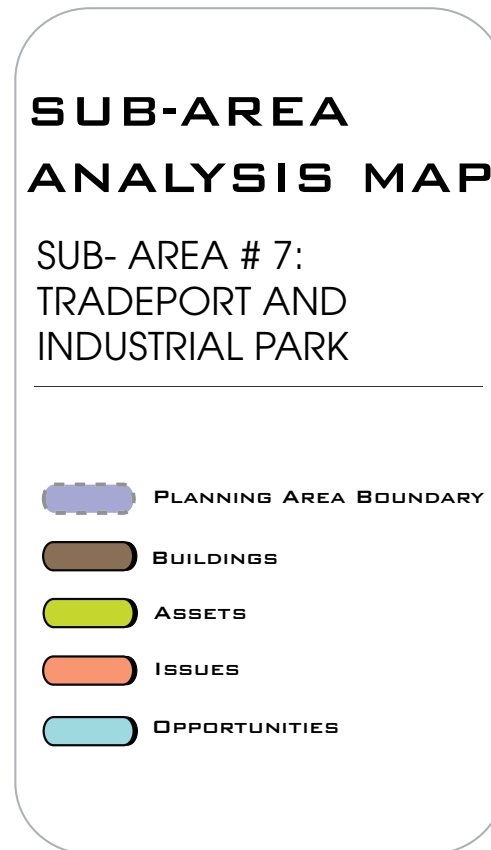 SUB-AREA
ANALYSIS MAP
SUB- AREA # 7:
TRADEPORT AND
INDUSTRIAL PARK
PLANNING AREA BOUNDARY
BUILDINGS
ASSETS
ISSUES
OPPORTUNITIES